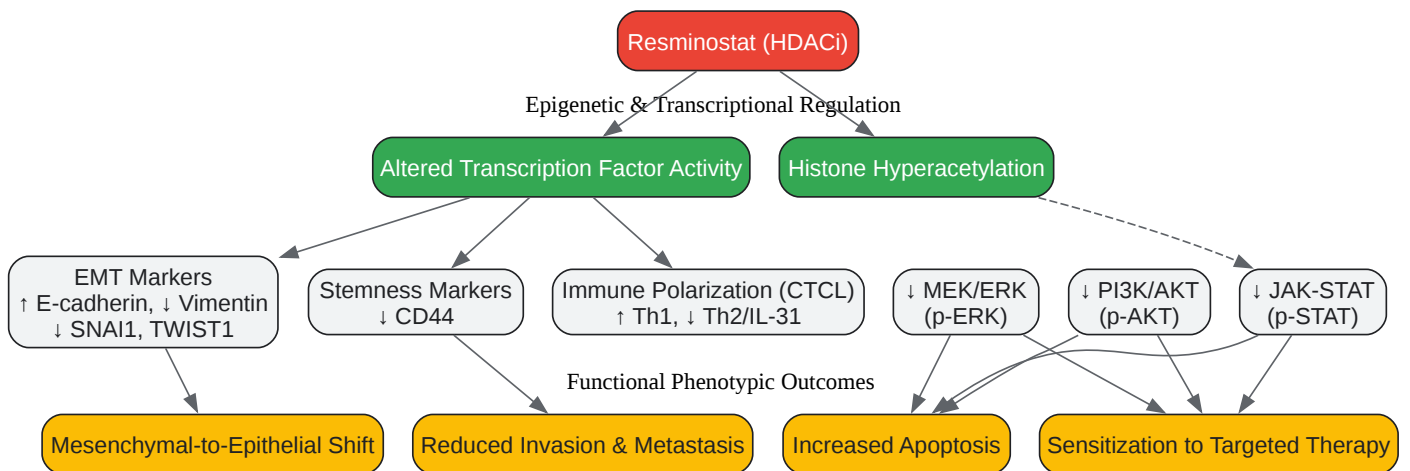 Resminostat (HDACi)
Epigenetic & Transcriptional Regulation
Altered Transcription Factor Activity
Histone Hyperacetylation
EMT Markers
↑ E-cadherin, ↓ Vimentin
↓ SNAI1, TWIST1
Stemness Markers
↓ CD44
Immune Polarization (CTCL)
↑ Th1, ↓ Th2/IL-31
↓ MEK/ERK
(p-ERK)
↓ PI3K/AKT
(p-AKT)
↓ JAK-STAT
(p-STAT)
Functional Phenotypic Outcomes
Mesenchymal-to-Epithelial Shift
Reduced Invasion & Metastasis
Increased Apoptosis
Sensitization to Targeted Therapy